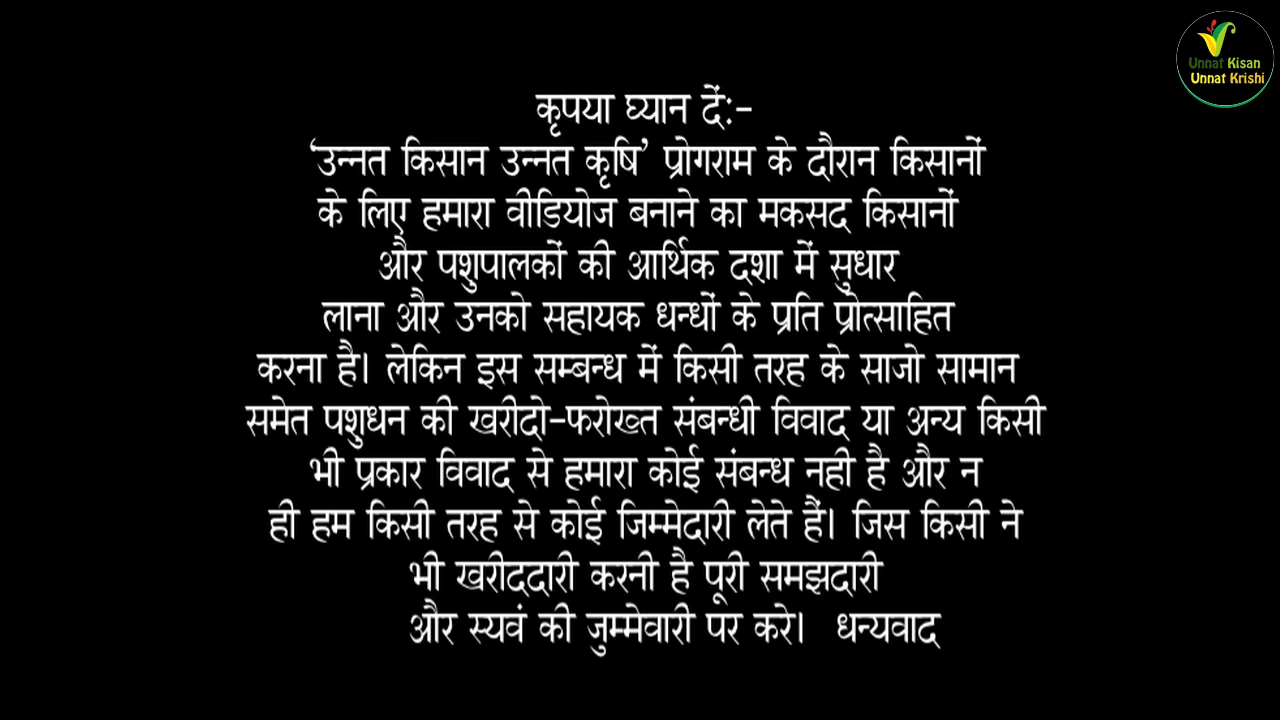 Unnat Kisan
Unnat Krishi
कृपया घ्यान दें:-
‘उन्नत किसान उन्नत कृषि’ प्रोगराम के दौरान किसानों
के लिए हमारा वीडियोज बनाने का मकसद किसानों
और पशुपालकों की आर्थिक दशा में सुधार
लाना और उनको सहायक धन्धों के प्रति प्रोत्साहित
करना है। लेकिन इस सम्बन्ध में किसी तरह के साजो सामान
समेत पशुधन की खरीदो-फरोख्त संबन्धी विवाद या अन्य किसी
भी प्रकार विवाद से हमारा कोई संबन्ध नही है और न
ही हम किसी तरह से कोई जिम्मेदारी लेते हैं। जिस किसी ने
भी खरीददारी करनी है पूरी समझदारी
और स्यवं की जुम्मेवारी पर करे। धन्यवाद